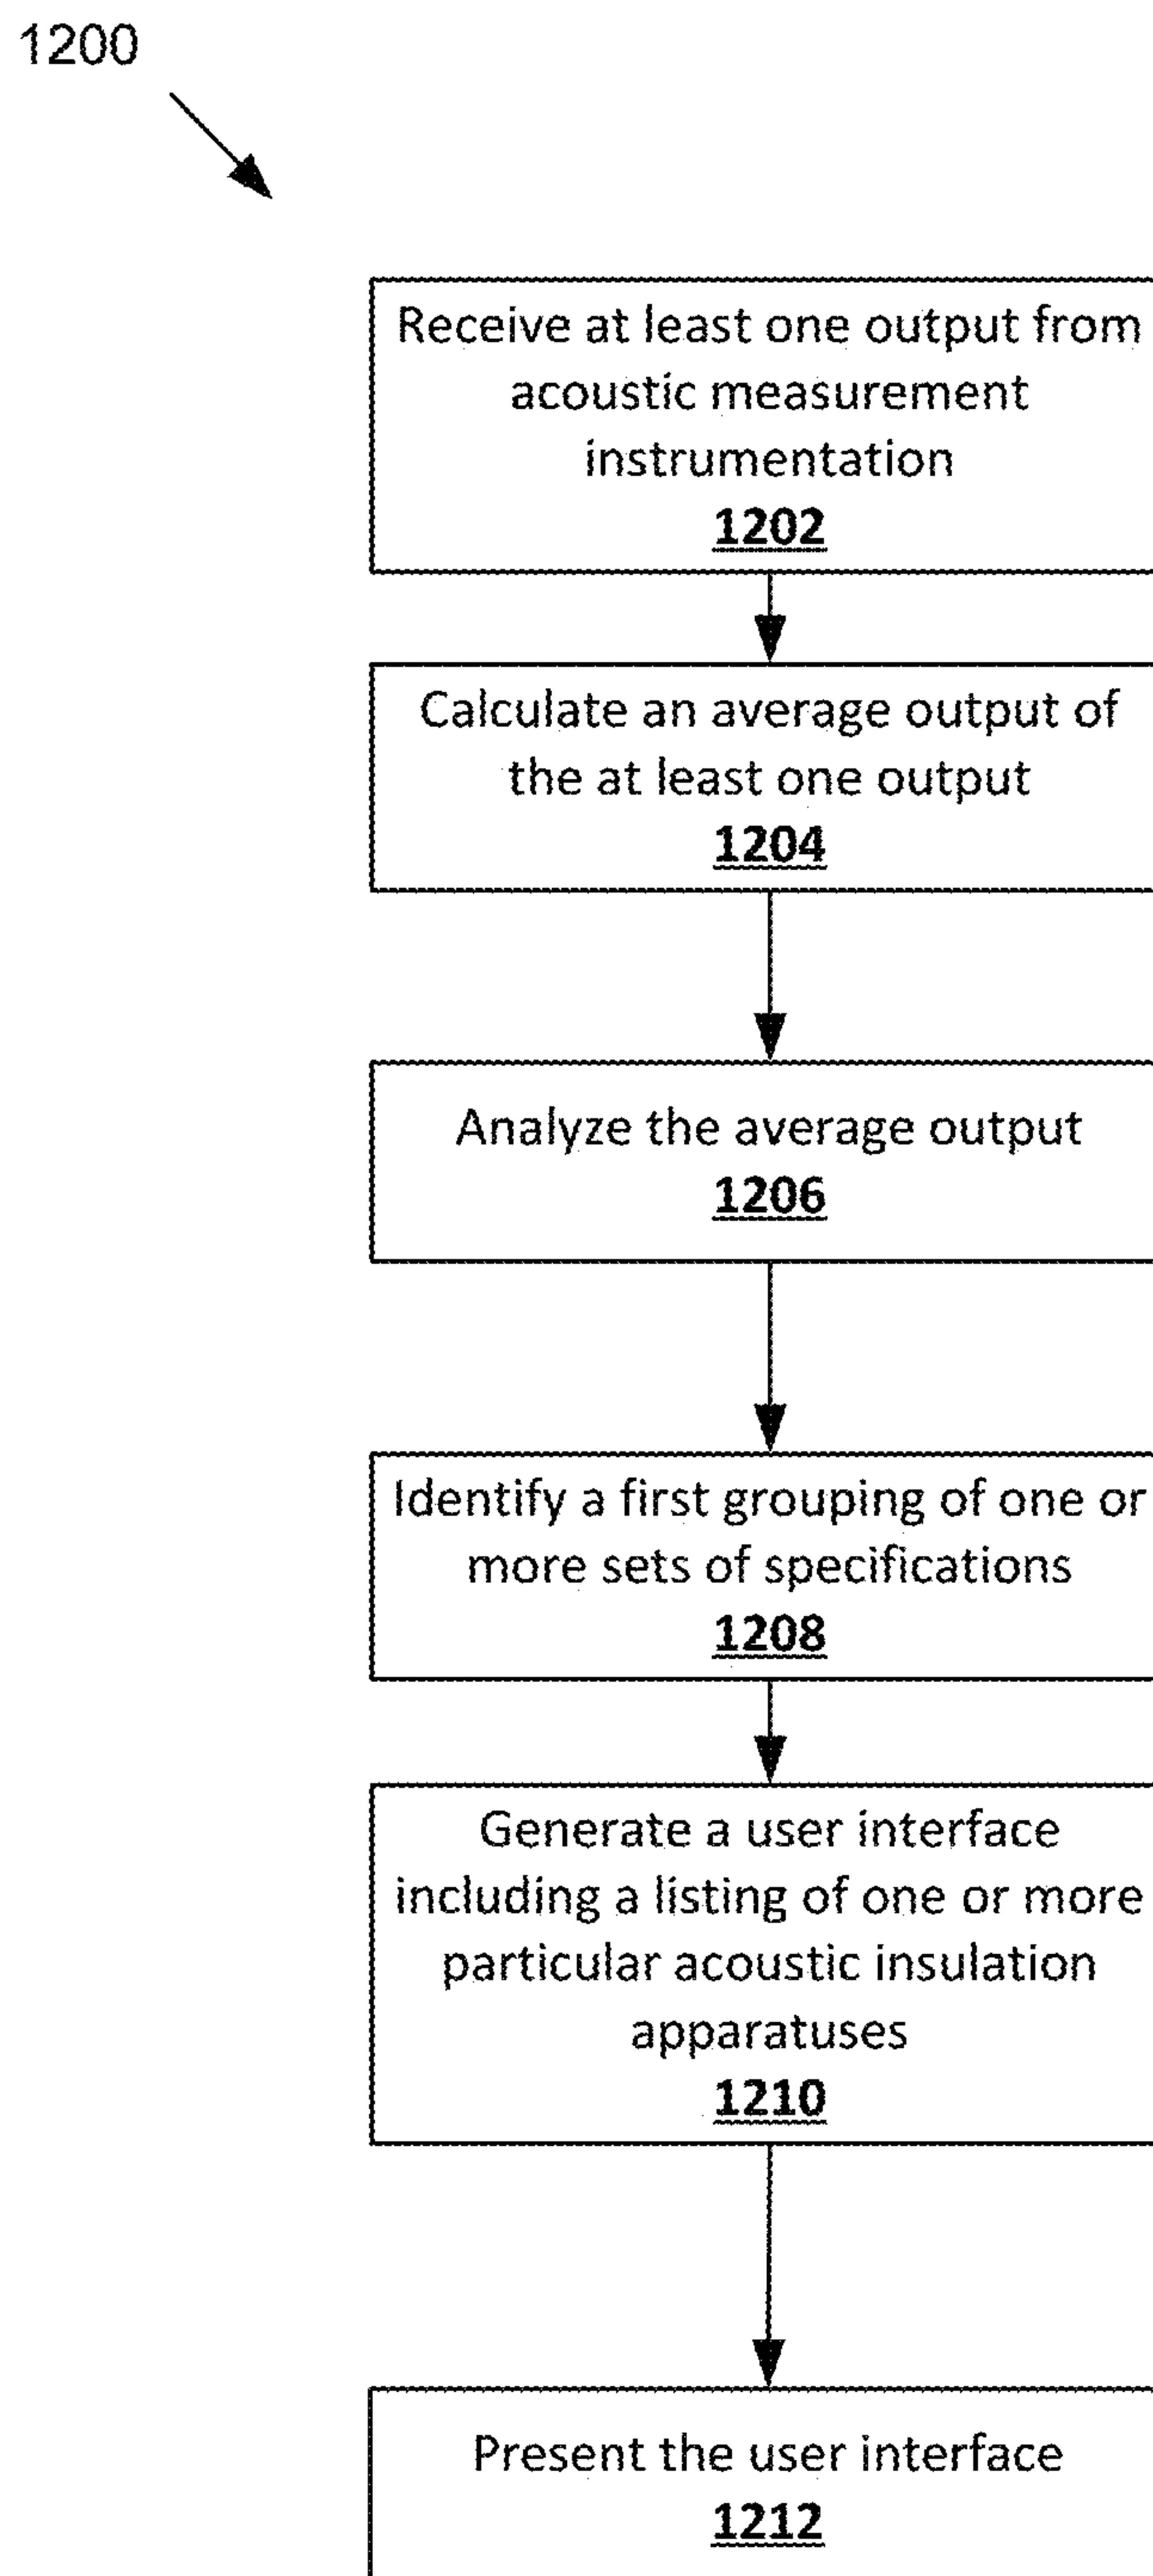 1200
Receive at least one output from
acoustic measurement
instrumentation
1202
Calculate an average output of
the at least one output
1204
Analyze the average output
1206
Identify a first grouping of one or
more sets of specifications
1208
Generate a user interface
including a listing of one or more
particular acoustic insulation
apparatuses
1210
Present the user interface
1212